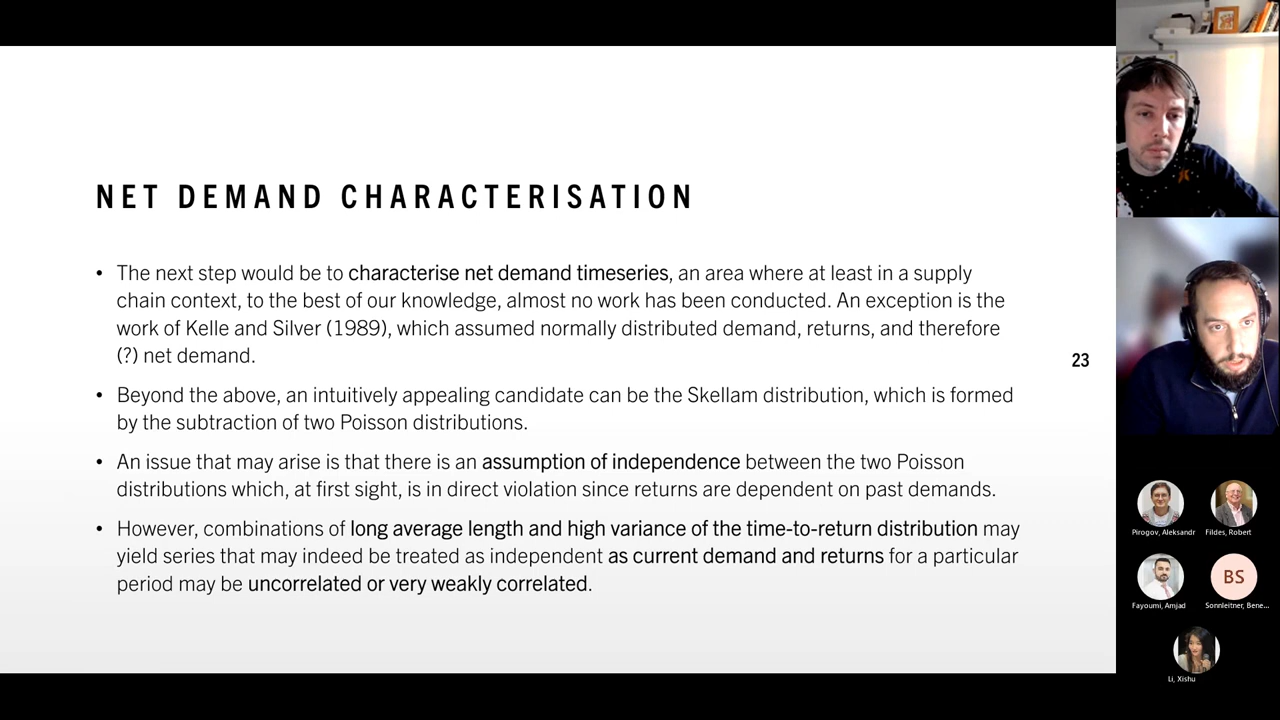 NET DEMAND CHARACTERISATION
• The next step would be to characterise net demand timeseries, an area where at least in a supply
chain context, to the best of our knowledge, almost no work has been conducted. An exception is the
work of Kelle and Silver (1989), which assumed normally distributed demand, returns, and therefore
(?) net demand.
23
• Beyond the above, an intuitively appealing candidate can be the Skellam distribution, which is formed
by the subtraction of two Poisson distributions.
• An issue that may arise is that there is an assumption of independence between the two Poisson
distributions which, at first sight, is in direct violation since returns are dependent on past demands.
• However, combinations of long average length and high variance of the time-to-return distribution may
yield series that may indeed be treated as independent as current demand and returns for a particular
period may be uncorrelated or very weakly correlated.
Pirogov, Aleksandr
Fildes, Robert
Fayoumi, Amjad
BS
Sonnleitner, Bene...
Li, Xishu